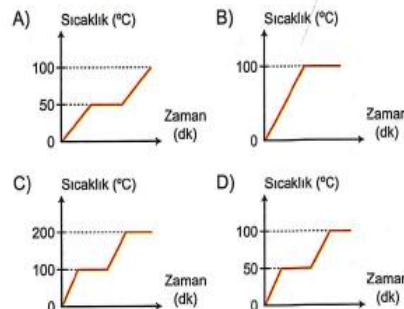 A) Sıcaklık (ºC)
100
50
0
Zaman
(dk)
B) Sıcaklık (ºC)
100
0
Zaman
(dk)
C) Sıcaklık (ºC)
200
100
0
Zaman
(dk)
D) Sıcaklık (ºC)
100
50
0
Zaman
(dk)